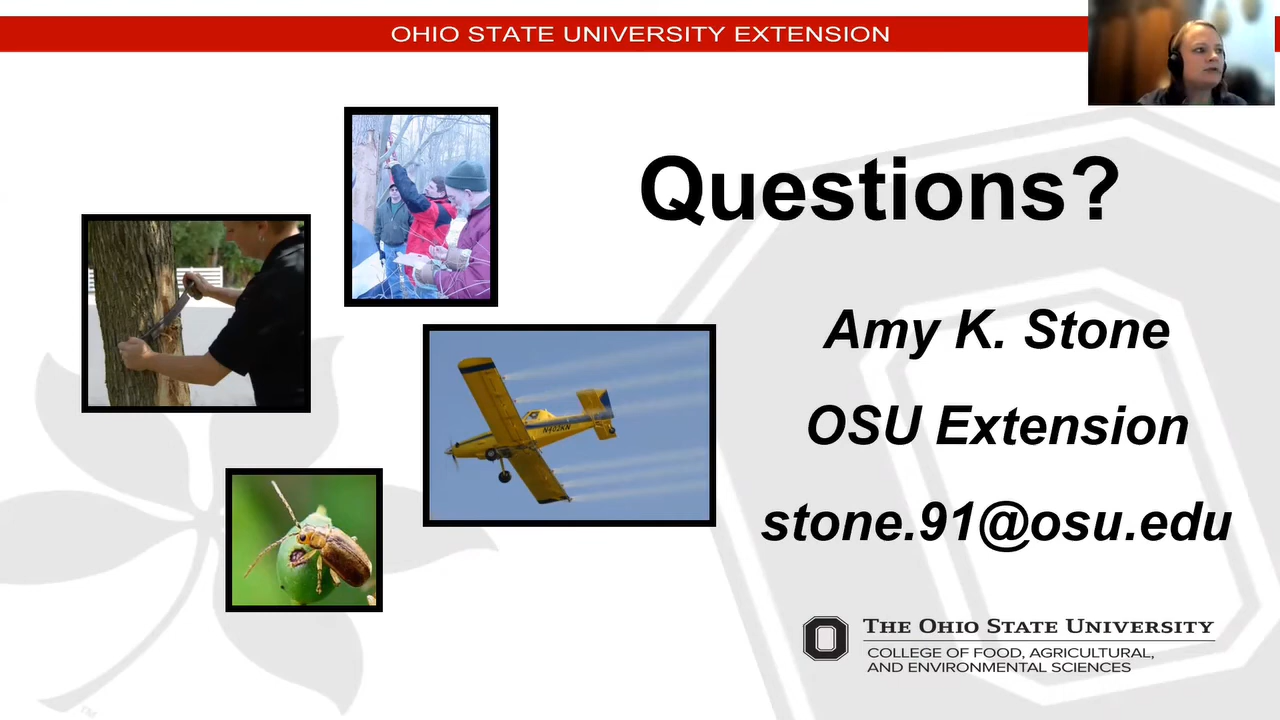 OHIO STATE UNIVERSITY EXTENSION
Questions?
Amy K. Stone
OSU Extension
stone.91@osu.edu
THE OHIO STATE UNIVERSITY
COLLEGE OF FOOD, AGRICULTURAL,
AND ENVIRONMENTAL SCIENCES
TM